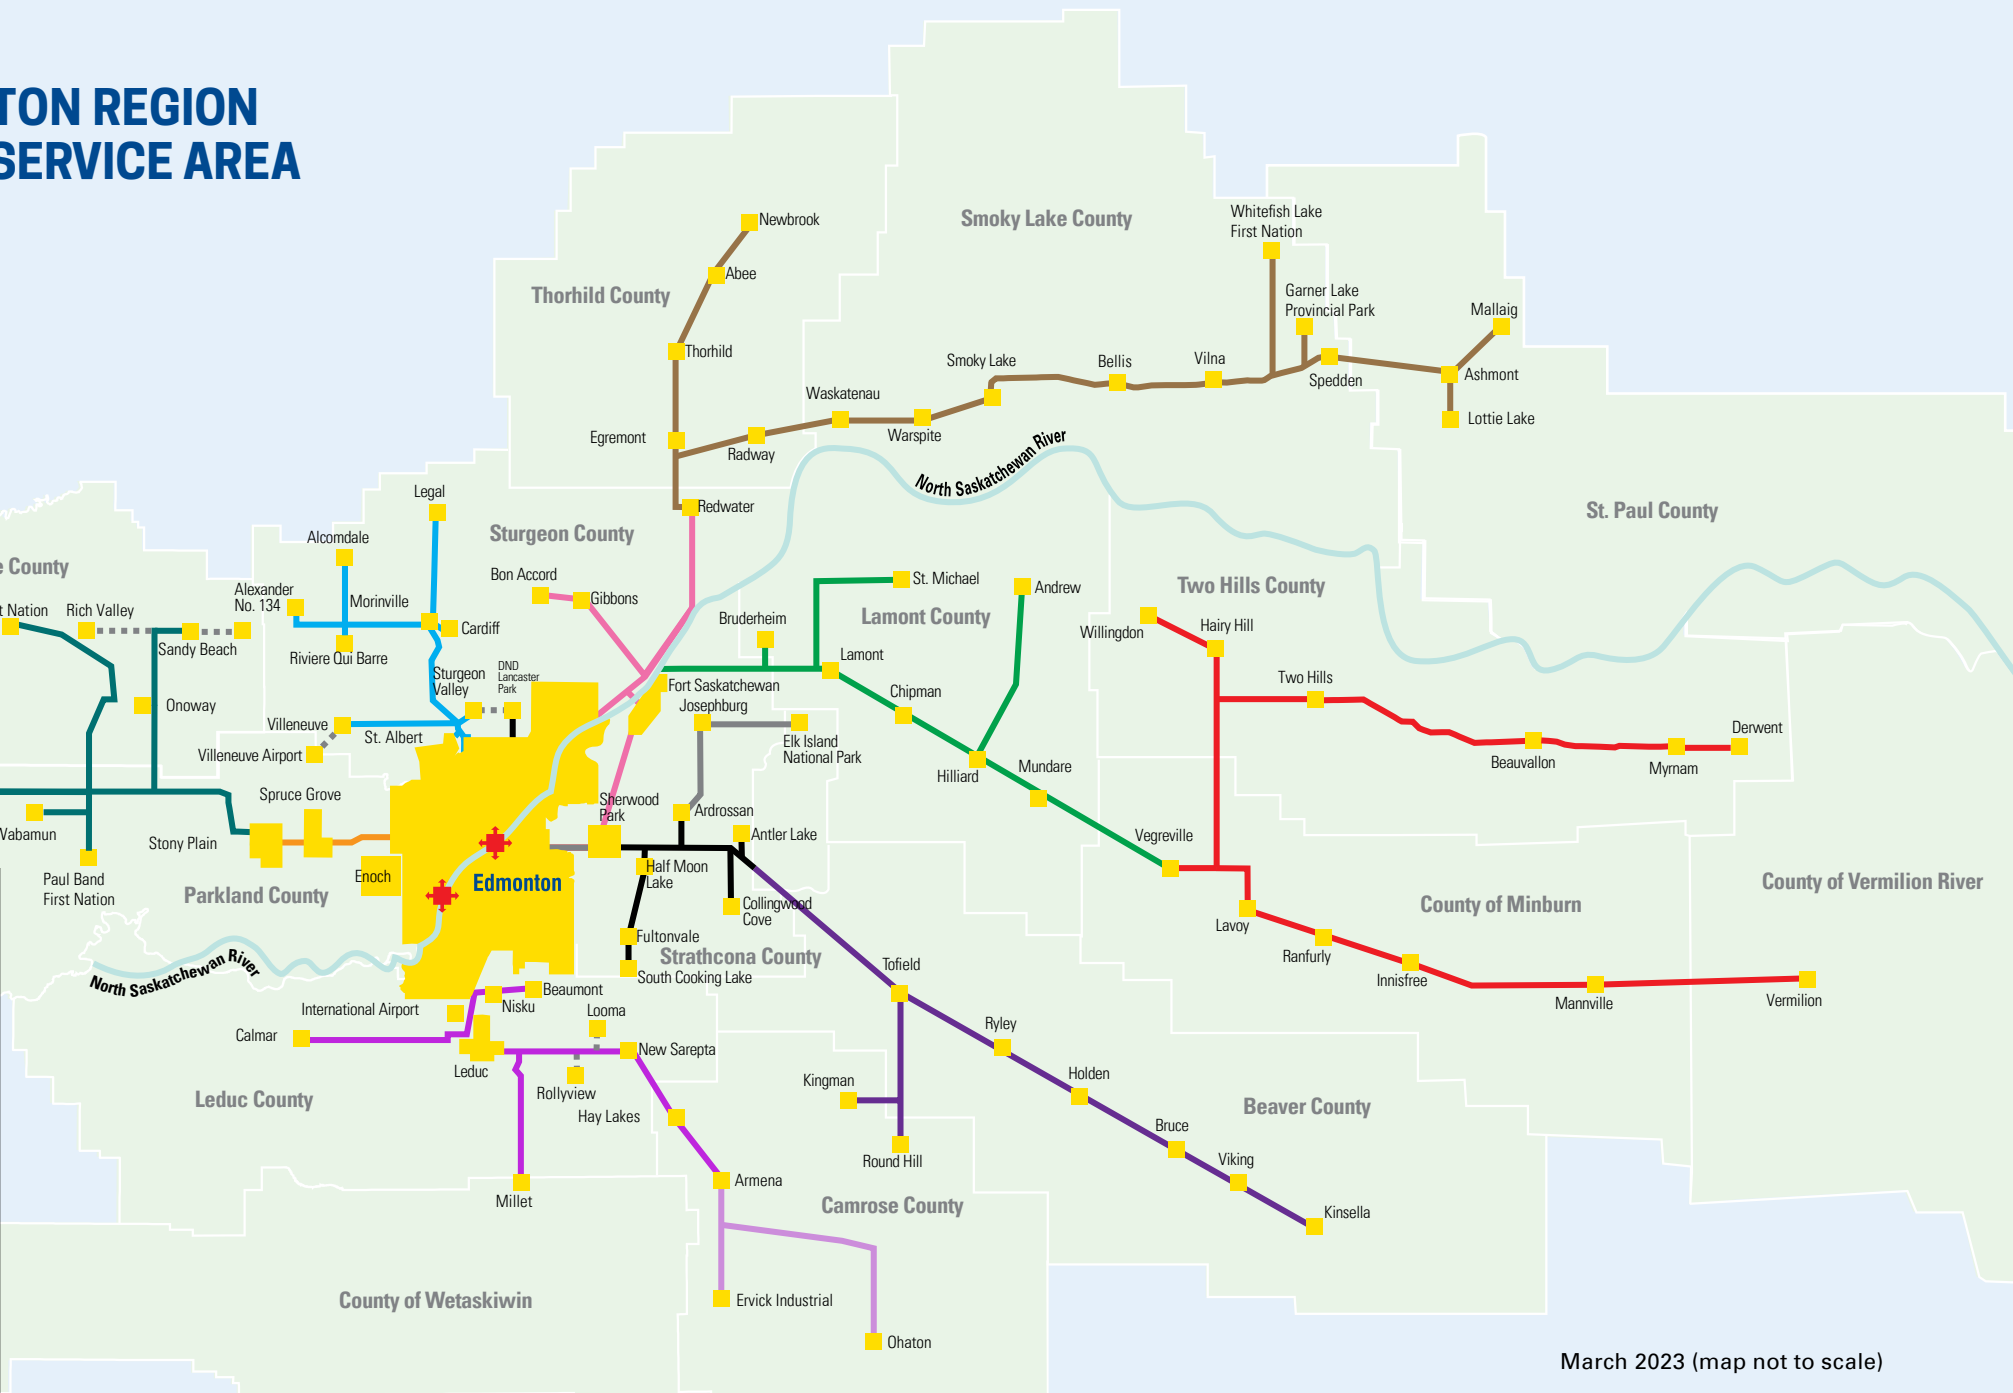 TON REGION
SERVICE AREA
Smoky Lake County
Whitefish Lake
First Nation
Newbrook
Abee
Thorhild County
Garner Lake
Provincial Park
Mallaig
Thorhild
Smoky Lake
Bellis
Vilna
Spedden
Ashmont
Waskatenau
Lottie Lake
Egremont
Radway
Warspite
North Saskatchewan River
Legal
Redwater
St. Paul County
Sturgeon County
Alcomdale
e County
Bon Accord
Gibbons
St. Michael
Andrew
Two Hills County
Alexander
No. 134
Morinville
t Nation
Rich Valley
Lamont County
Bruderheim
Cardiff
Willingdon
Hairy Hill
Sandy Beach
Riviere Qui Barre
Lamont
Sturgeon
Valley
DND
Lancaster
Park
Fort Saskatchewan
Two Hills
Chipman
Onoway
Josephburg
Villeneuve
Derwent
St. Albert
Elk Island
National Park
Villeneuve Airport
Beauvallon
Myrnam
Hilliard
Mundare
Spruce Grove
Sherwood
Park
Ardrossan
Wabamun
Stony Plain
Antler Lake
Vegreville
Half Moon
Lake
Enoch
Edmonton
Paul Band
First Nation
Parkland County
County of Vermilion River
County of Minburn
Collingwood
Cove
Lavoy
Fultonvale
Strathcona County
Ranfurly
Tofield
North Saskatchewan River
South Cooking Lake
Innisfree
Beaumont
Mannville
Vermilion
International Airport
Nisku
Looma
Ryley
Calmar
New Sarepta
Leduc
Holden
Kingman
Rollyview
Leduc County
Hay Lakes
Beaver County
Bruce
Round Hill
Viking
Armena
Millet
Camrose County
Kinsella
County of Wetaskiwin
Ervick Industrial
Ohaton
March 2023 (map not to scale)